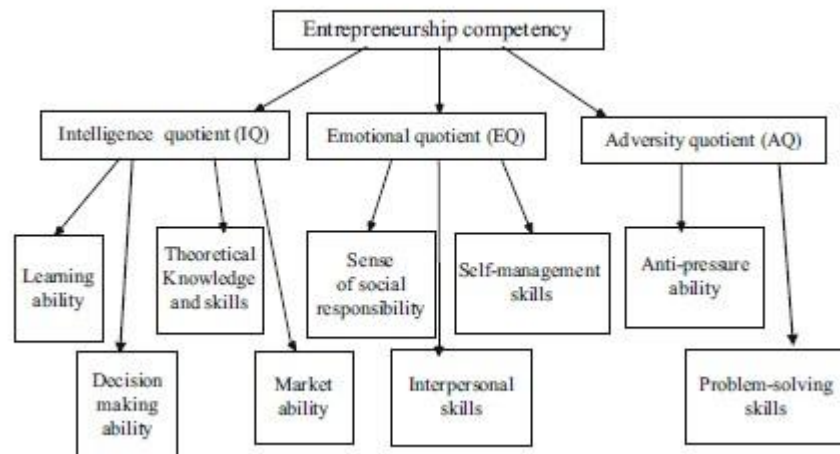 Entrepreneurship competency
Intelligence quotient (IQ)
Emotional quotient (EQ)
Adversity quotient (AQ)
Learning
ability
Theoretical
Knowledge
and skills
Sense
of social
responsibility
Self-management
skills
Anti-pressure
ability
Decision
making
ability
Market
ability
Interpersonal
skills
Problem-solving
skills